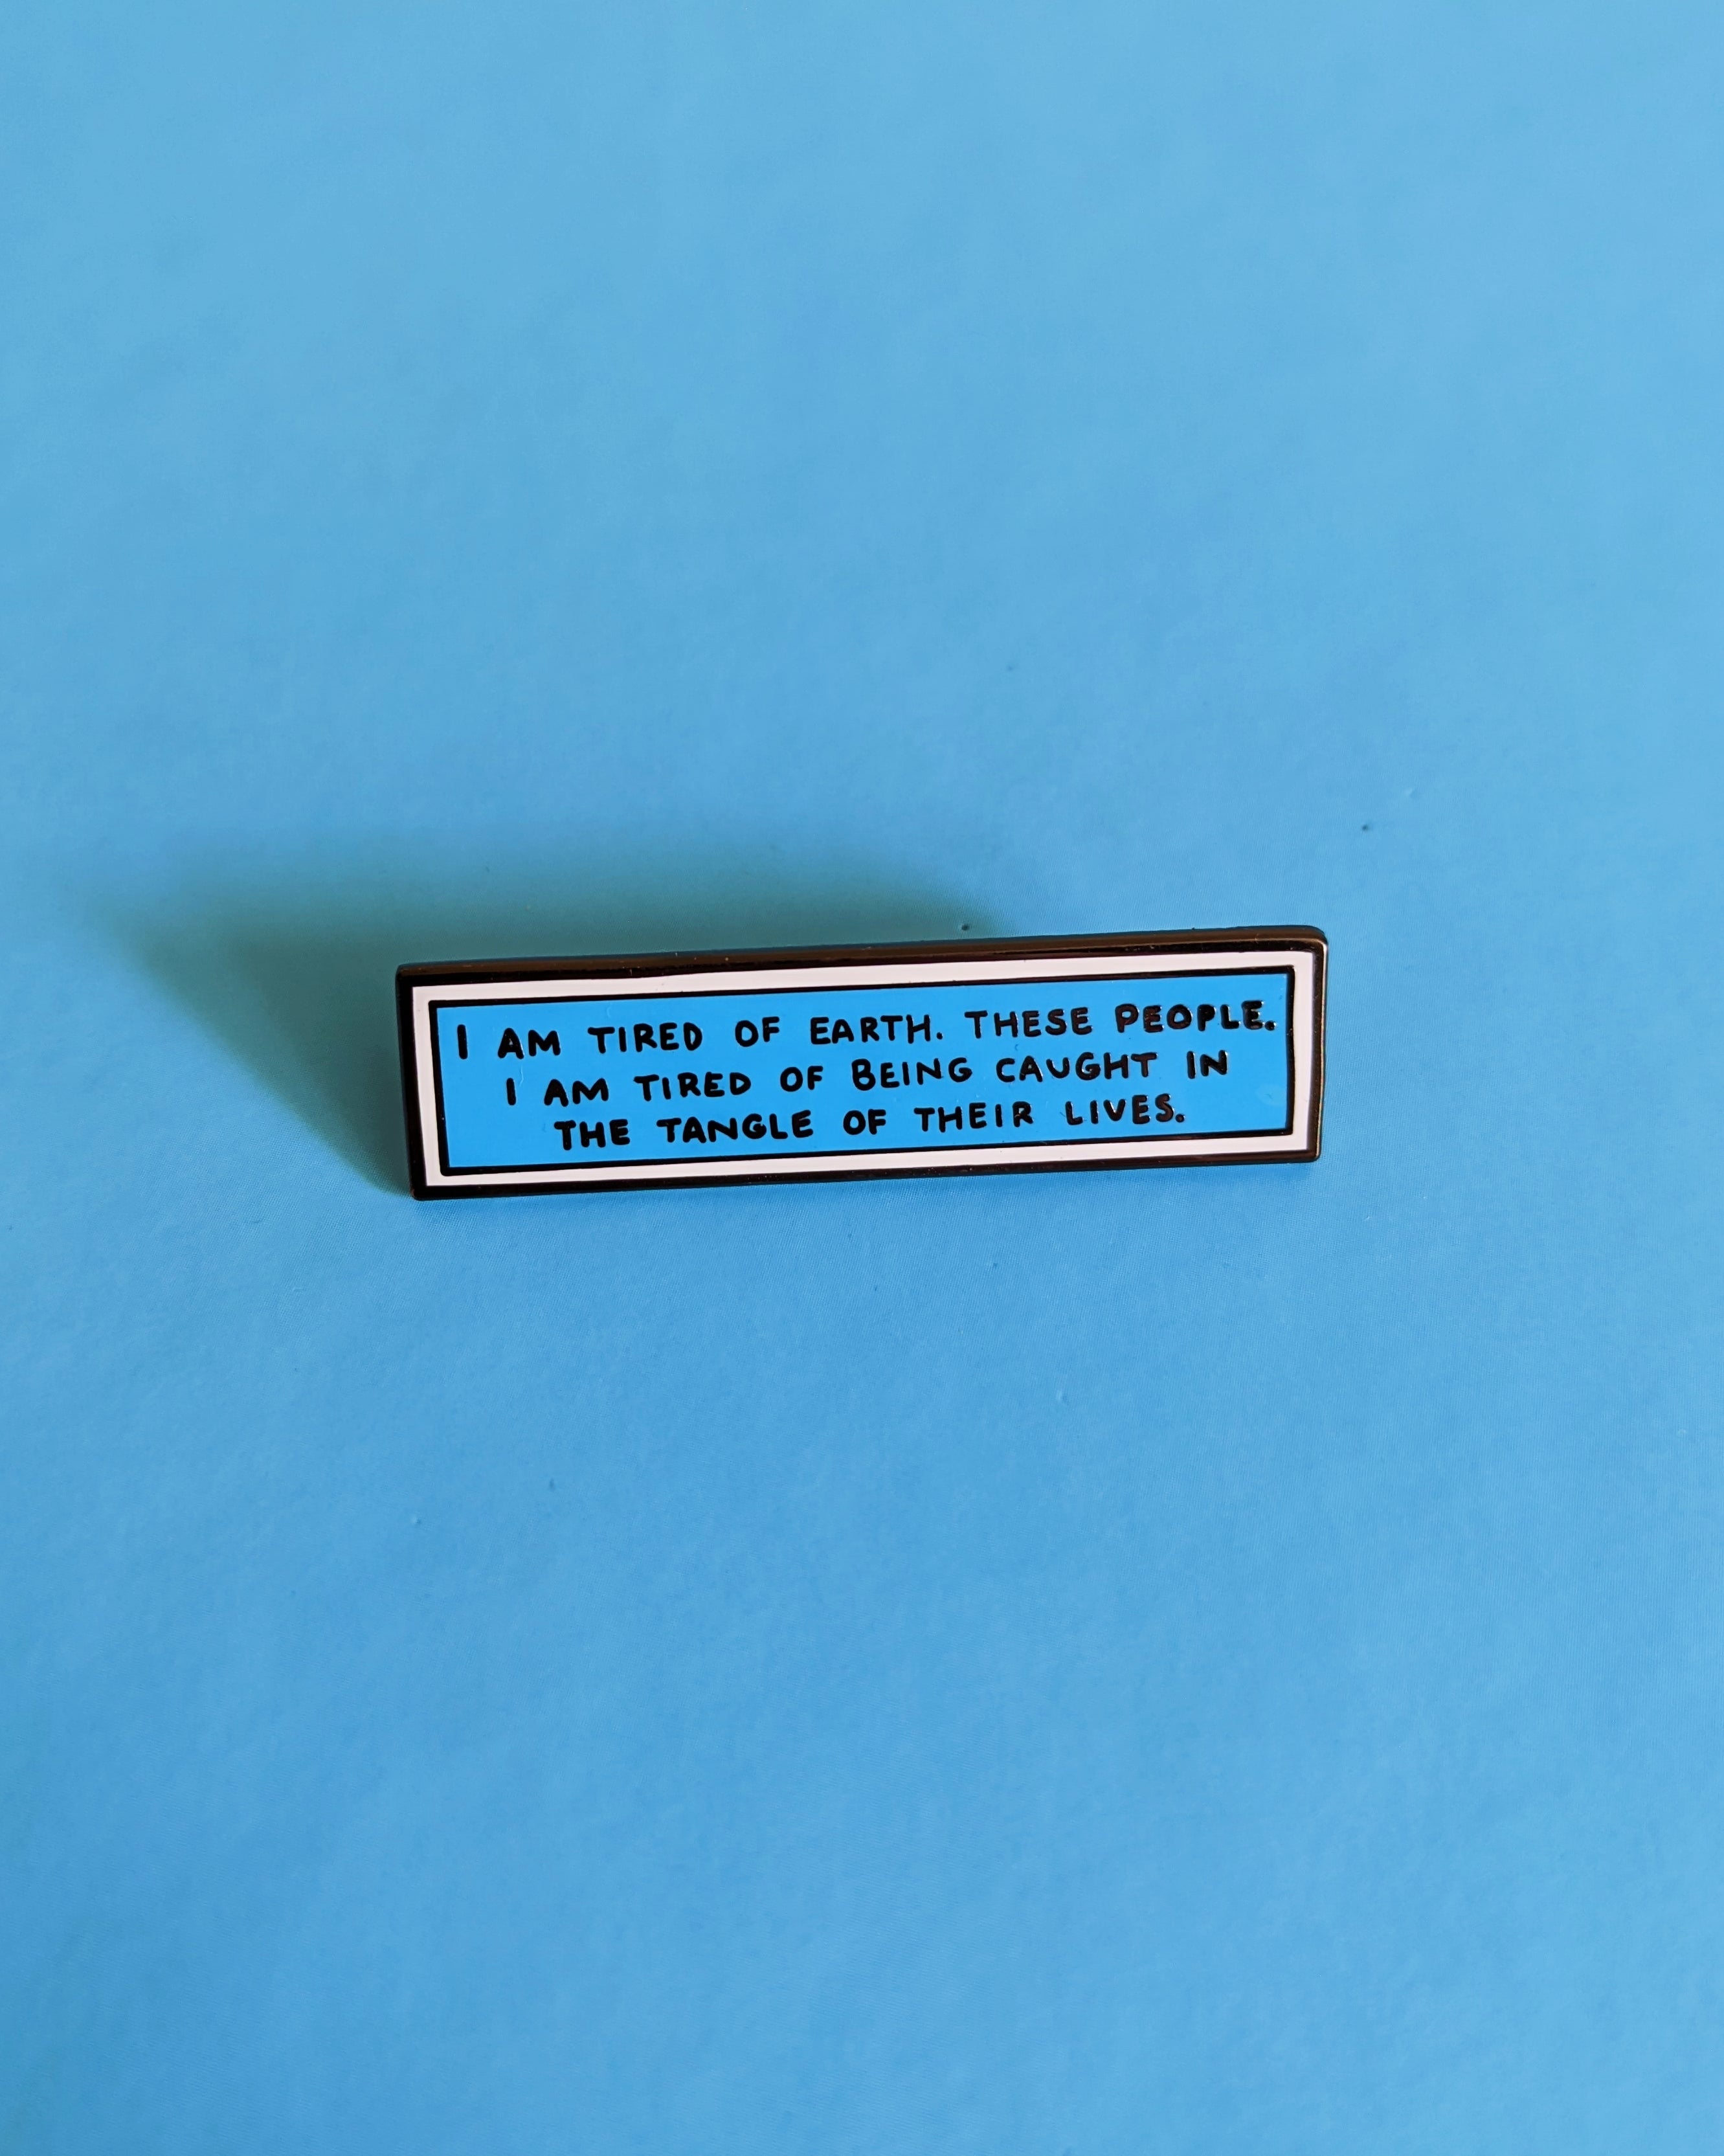 I AM TIRED OF EARTH. THESE PEOPLE.
I AM TIRED OF BEING CAUGHT IN
THE TANGLE OF THEIR LIVES.